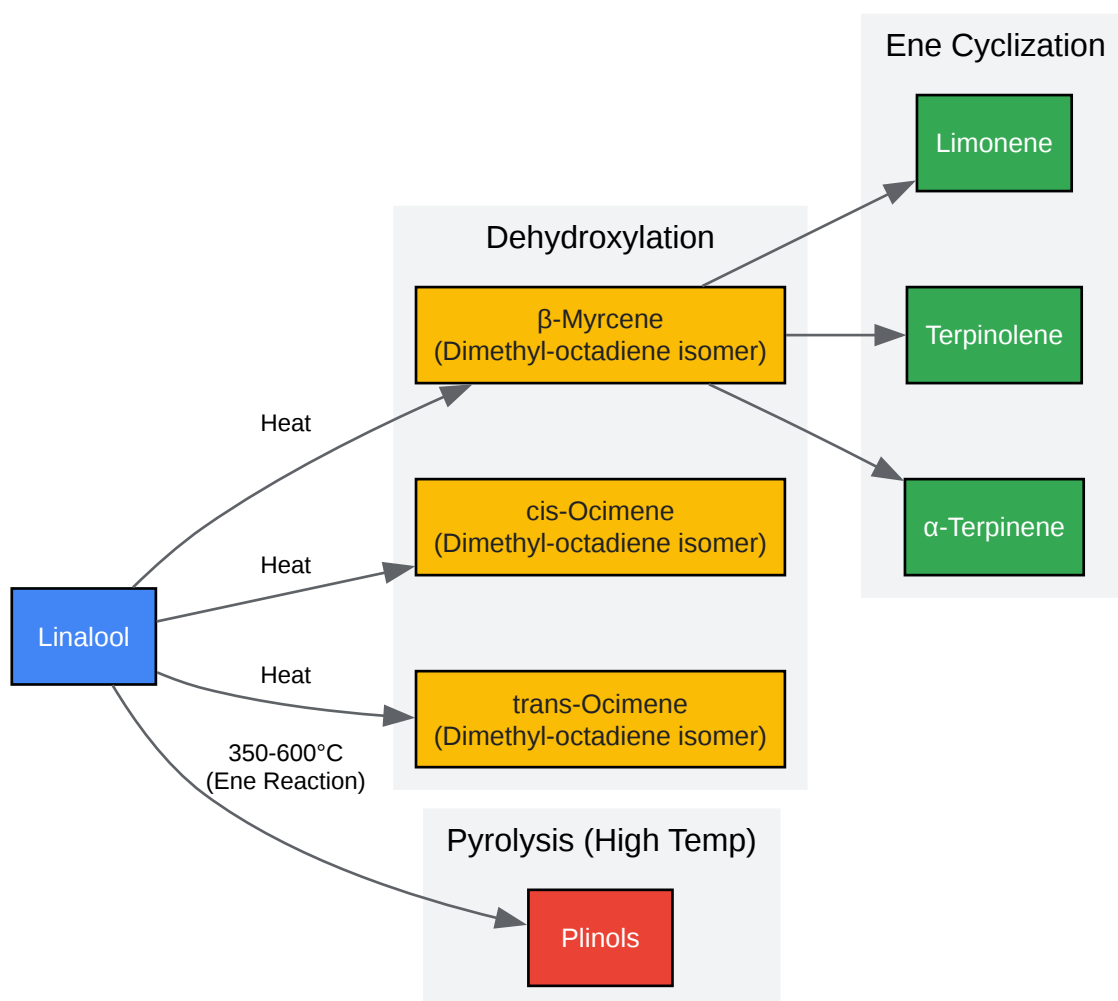 Ene Cyclization
Limonene
Dehydroxylation
β-Myrcene
(Dimethyl-octadiene isomer)
Terpinolene
Heat
cis-Ocimene
(Dimethyl-octadiene isomer)
α-Terpinene
Heat
Linalool
Heat
trans-Ocimene
(Dimethyl-octadiene isomer)
350-600°C
(Ene Reaction)
Pyrolysis (High Temp)
Plinols